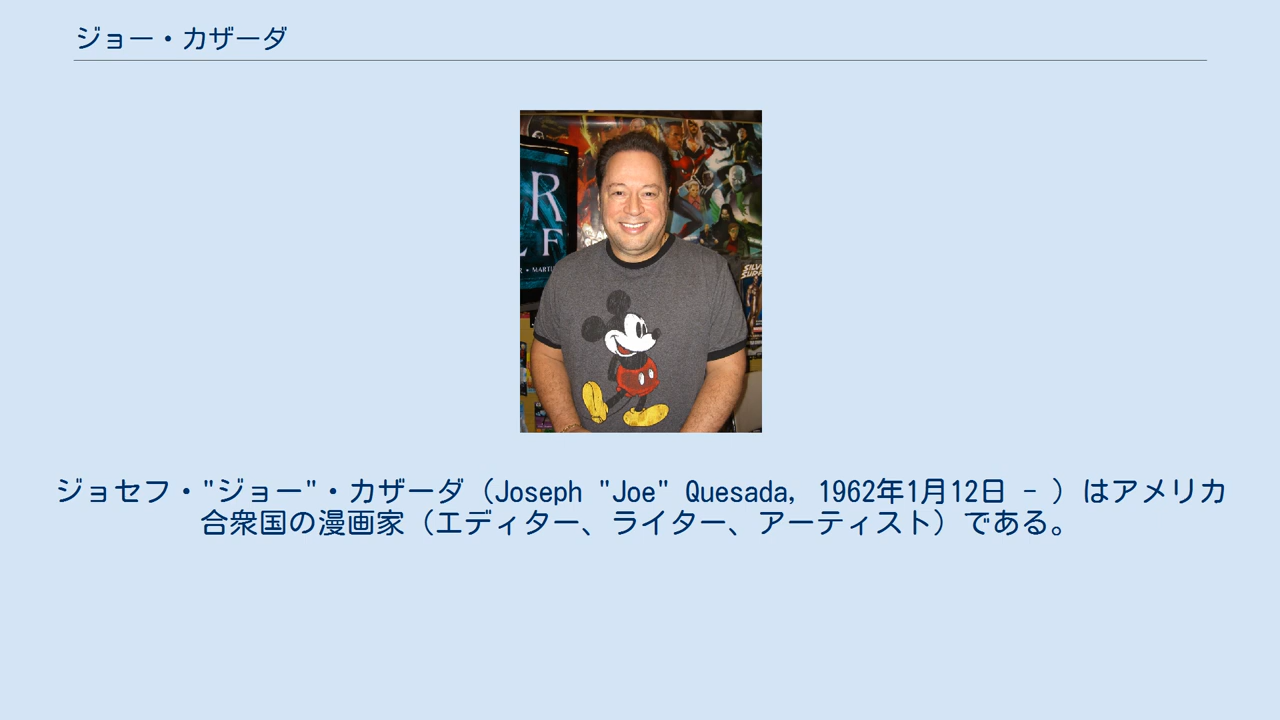 ジョー・カザーダ
R
L F
MART
SILVE
SURF
ジョセフ・"ジョー"・カザーダ（Joseph "Joe" Quesada, 1962年1月12日 - ）はアメリカ
合衆国の漫画家（エディター、ライター、アーティスト）である。